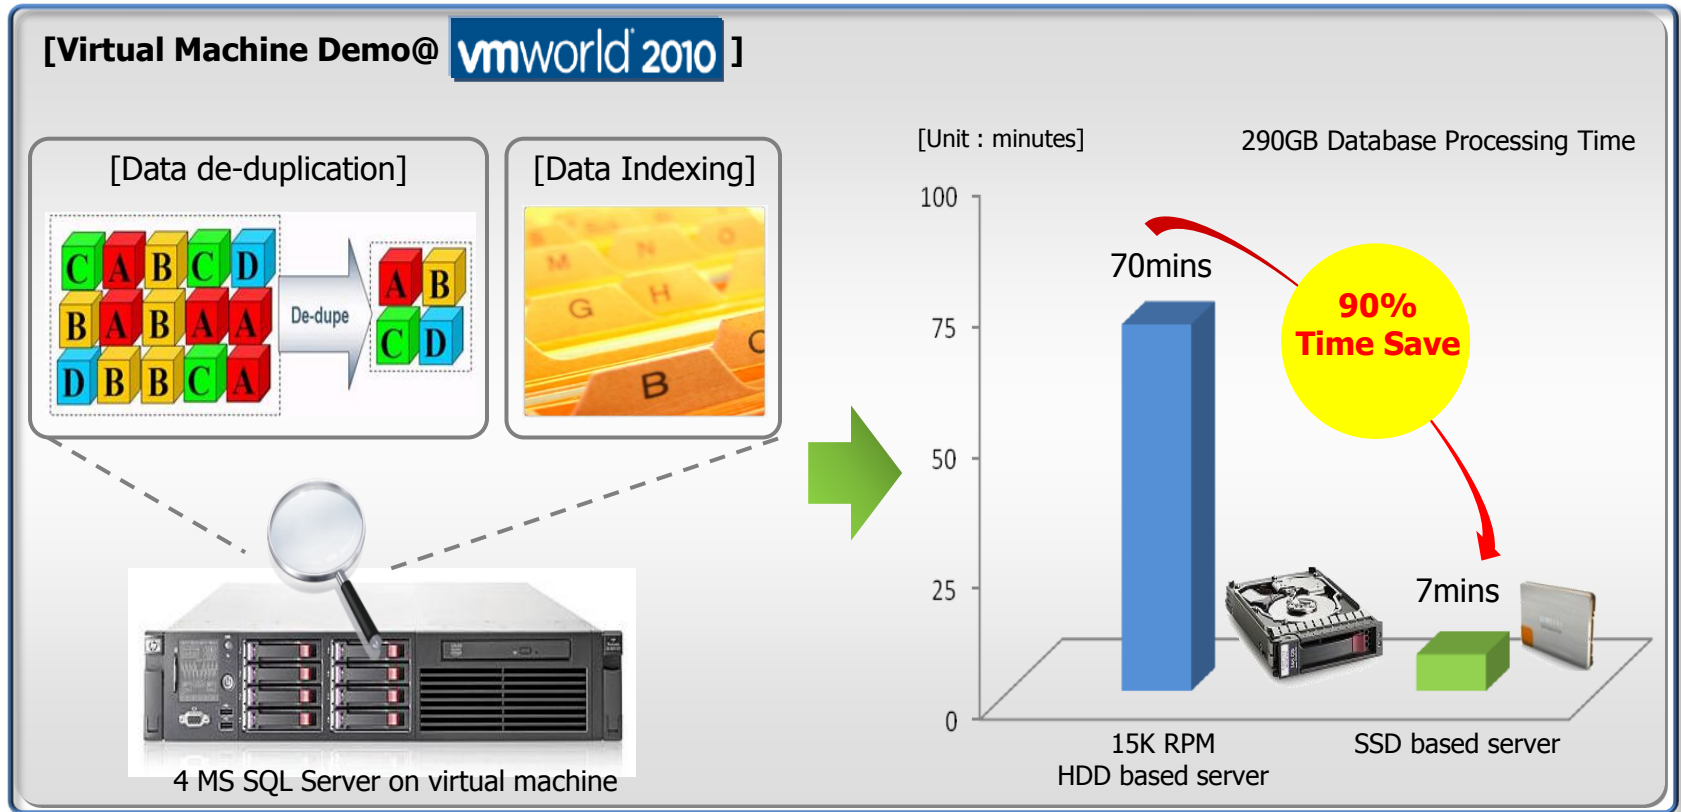 [Virtual Machine Demo@ vmworld 2010 ]
[Data de-duplication]
C A B C D
B A B A A
D B B C A
De-dupe
A B
C D
[Data Indexing]
M N O
G H
C
B
4 MS SQL Server on virtual machine
[Unit : minutes]
290GB Database Processing Time
100
75
50
25
0
70mins
90%
Time Save
7mins
15K RPM
HDD based server
SSD based server